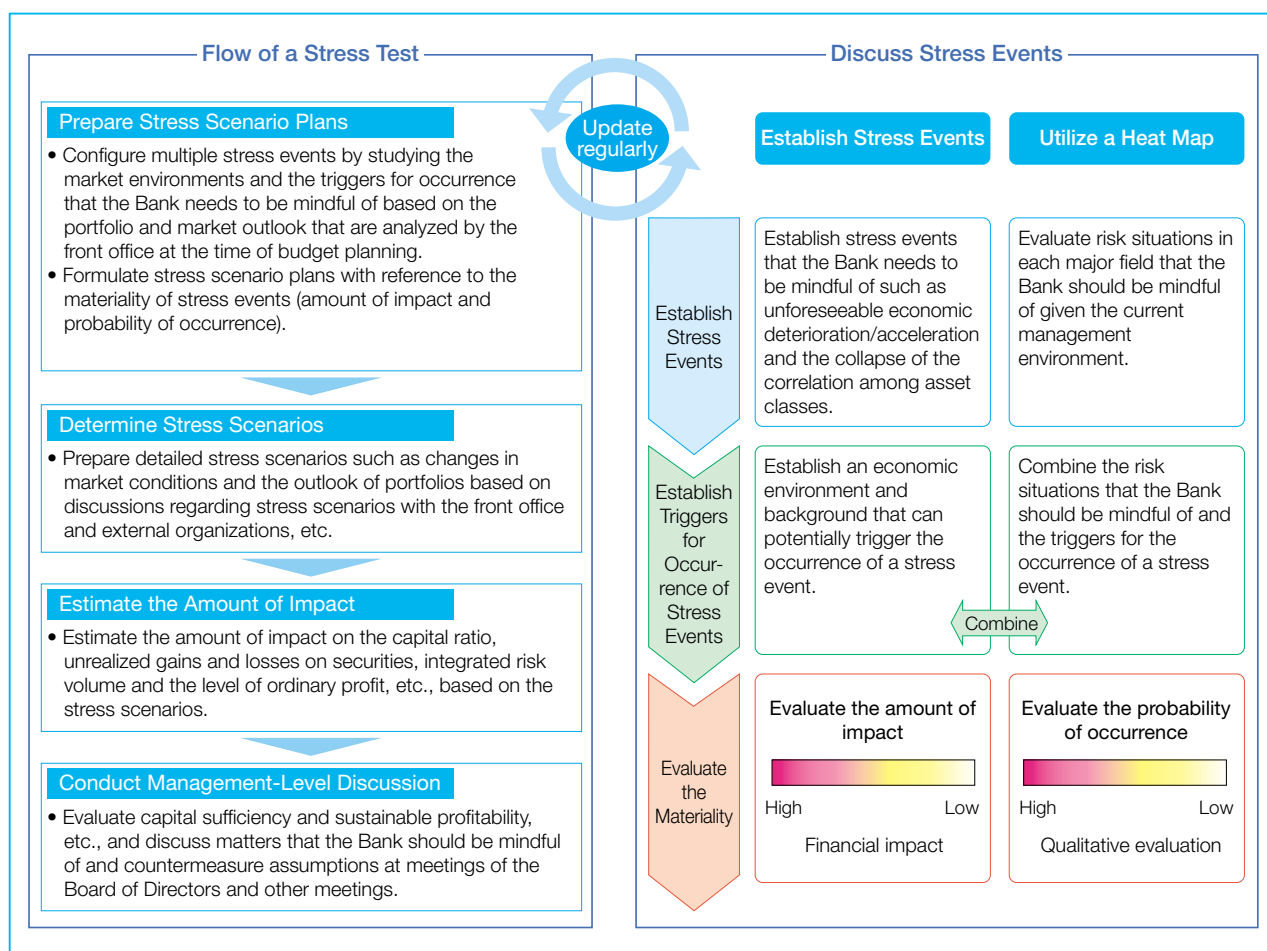 Flow of a Stress Test
Prepare Stress Scenario Plans
• Configure multiple stress events by studying the
market environments and the triggers for occurrence
that the Bank needs to be mindful of based on the
portfolio and market outlook that are analyzed by the
front office at the time of budget planning.
• Formulate stress scenario plans with reference to the
materiality of stress events (amount of impact and
probability of occurrence).
Determine Stress Scenarios
• Prepare detailed stress scenarios such as changes in
market conditions and the outlook of portfolios based on
discussions regarding stress scenarios with the front office
and external organizations, etc.
Estimate the Amount of Impact
• Estimate the amount of impact on the capital ratio,
unrealized gains and losses on securities, integrated risk
volume and the level of ordinary profit, etc., based on the
stress scenarios.
Conduct Management-Level Discussion
• Evaluate capital sufficiency and sustainable profitability,
etc., and discuss matters that the Bank should be mindful
of and countermeasure assumptions at meetings of the
Board of Directors and other meetings.
Update
regularly
Discuss Stress Events
Establish Stress Events
Utilize a Heat Map
Establish
Stress
Events
Establish stress events
that the Bank needs to
be mindful of such as
unforeseeable economic
deterioration/acceleration
and the collapse of the
correlation among asset
classes.
Evaluate risk situations in
each major field that the
Bank should be mindful
of given the current
management
environment.
Establish
Triggers
for
Occur-
rence of
Stress
Events
Establish an economic
environment and
background that can
potentially trigger the
occurrence of a stress
event.
Combine the risk
situations that the Bank
should be mindful of and
the triggers for the
occurrence of a stress
event.
Combine
Evaluate
the
Materiality
Evaluate the amount of
impact
High Low
Financial impact
Evaluate the probability
of occurrence
High Low
Qualitative evaluation